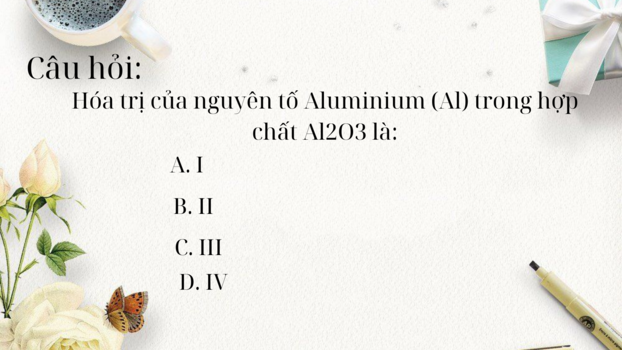 Câu hỏi:
Hóa trị của nguyên tố Aluminium (Al) trong hợp
chất Al2O3 là:
A. I
B. II
C. III
D. IV